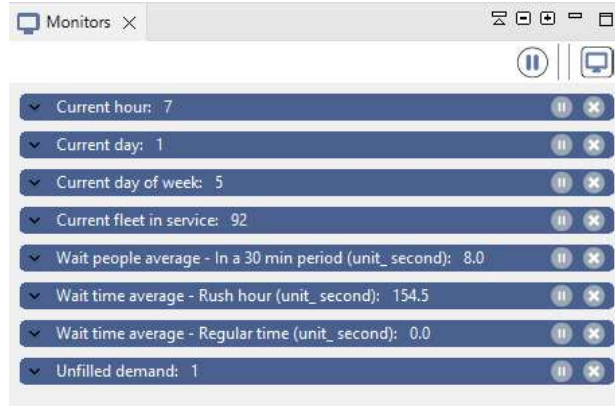 Monitors
Current hour: 7
Current day: 1
Current day of week: 5
Current fleet in service: 92
Wait people average - In a 30 min period (unit_ second): 8.0
Wait time average - Rush hour (unit_ second): 154.5
Wait time average - Regular time (unit_ second): 0.0
Unfilled demand: 1